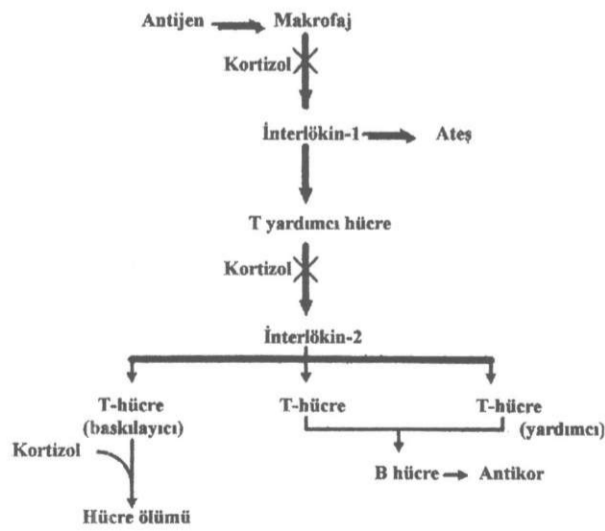 Antijen Makrofaj
Kortizol
İnterlökin-1 Ateş
T yardımcı hücre
Kortizol
İnterlökin-2
T-hücre T-hücre T-hücre
(baskılayıcı) (yardımcı)
Kortizol B hücre Antikor
Hücre ölümü